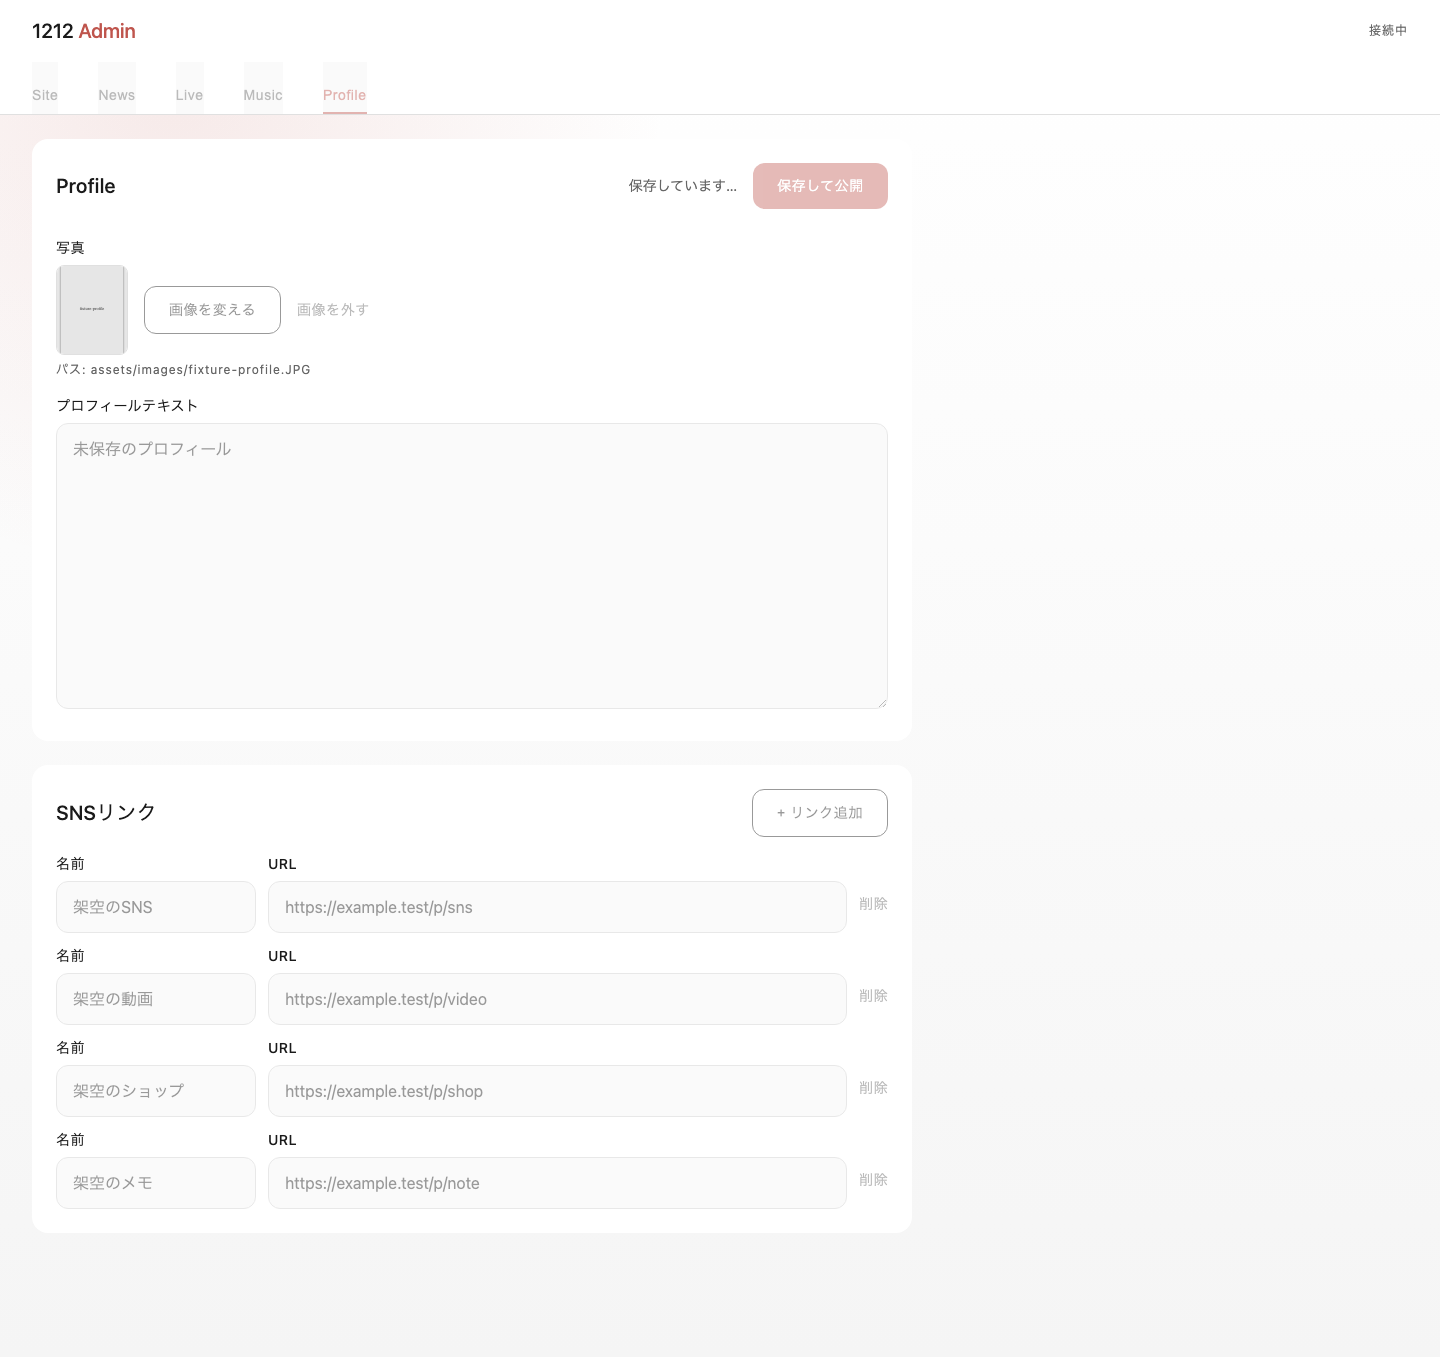 1212 Admin
接続中
Site News Live Music Profile
Profile
保存しています…
保存して公開
写真
fixture-profile
画像を変える
画像を外す
パス: assets/images/fixture-profile.JPG
プロフィールテキスト
未保存のプロフィール
SNSリンク
+ リンク追加
名前 URL
架空のSNS https://example.test/p/sns 削除
名前 URL
架空の動画 https://example.test/p/video 削除
名前 URL
架空のショップ https://example.test/p/shop 削除
名前 URL
架空のメモ https://example.test/p/note 削除